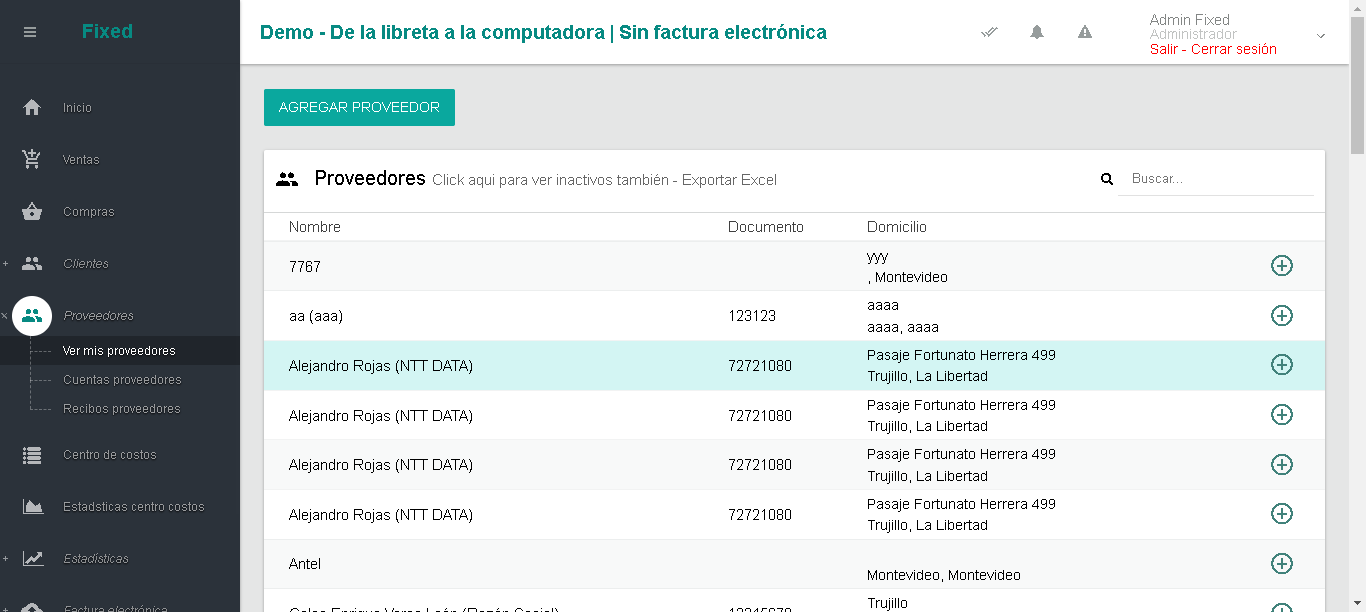 Fixed
Demo - De la libreta a la computadora | Sin factura electrónica
Admin Fixed
Administrador
Salir - Cerrar sesión
Inicio
Ventas
Compras
+ Clientes
x Proveedores
Ver mis proveedores
Cuentas proveedores
Recibos proveedores
Centro de costos
Estadsticas centro costos
+ Estadísticas
+ Factura electrónica
AGREGAR PROVEEDOR
Proveedores Click aqui para ver inactivos también - Exportar Excel
Buscar...
Nombre Documento Domicilio
7767 yyy
, Montevideo
aa (aaa) 123123 aaaa
aaaa, aaaa
Alejandro Rojas (NTT DATA) 72721080 Pasaje Fortunato Herrera 499
Trujillo, La Libertad
Alejandro Rojas (NTT DATA) 72721080 Pasaje Fortunato Herrera 499
Trujillo, La Libertad
Alejandro Rojas (NTT DATA) 72721080 Pasaje Fortunato Herrera 499
Trujillo, La Libertad
Alejandro Rojas (NTT DATA) 72721080 Pasaje Fortunato Herrera 499
Trujillo, La Libertad
Antel
Montevideo, Montevideo
Trujillo